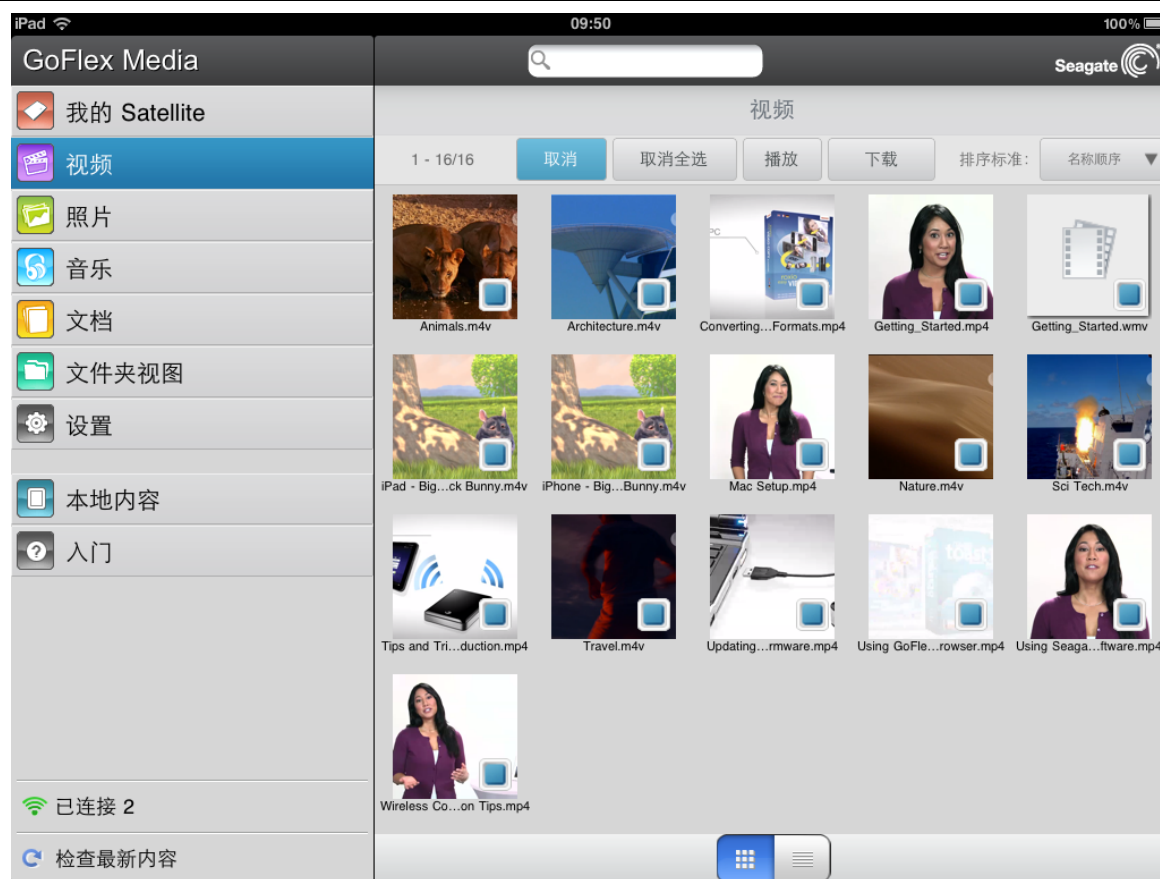 iPad 09:50 100%
GoFlex Media
Seagate
我的 Satellite
视频
照片
音乐
文档
文件夹视图
设置
本地内容
入门
已连接 2
检查最新内容
视频
1 - 16/16 取消 取消全选 播放 下载 排序标准: 名称顺序 ▼
PC
Animals.m4v Architecture.m4v Converting...Formats.mp4 Getting_Started.mp4 Getting_Started.wmv
iPad - Big...ck Bunny.m4v iPhone - Big...Bunny.m4v Mac Setup.mp4 Nature.m4v Sci Tech.m4v
toast
Tips and Tri...duction.mp4 Travel.m4v Updating...rmware.mp4 Using GoFle...rowser.mp4 Using Seaga...ftware.mp4
Wireless Co...on Tips.mp4